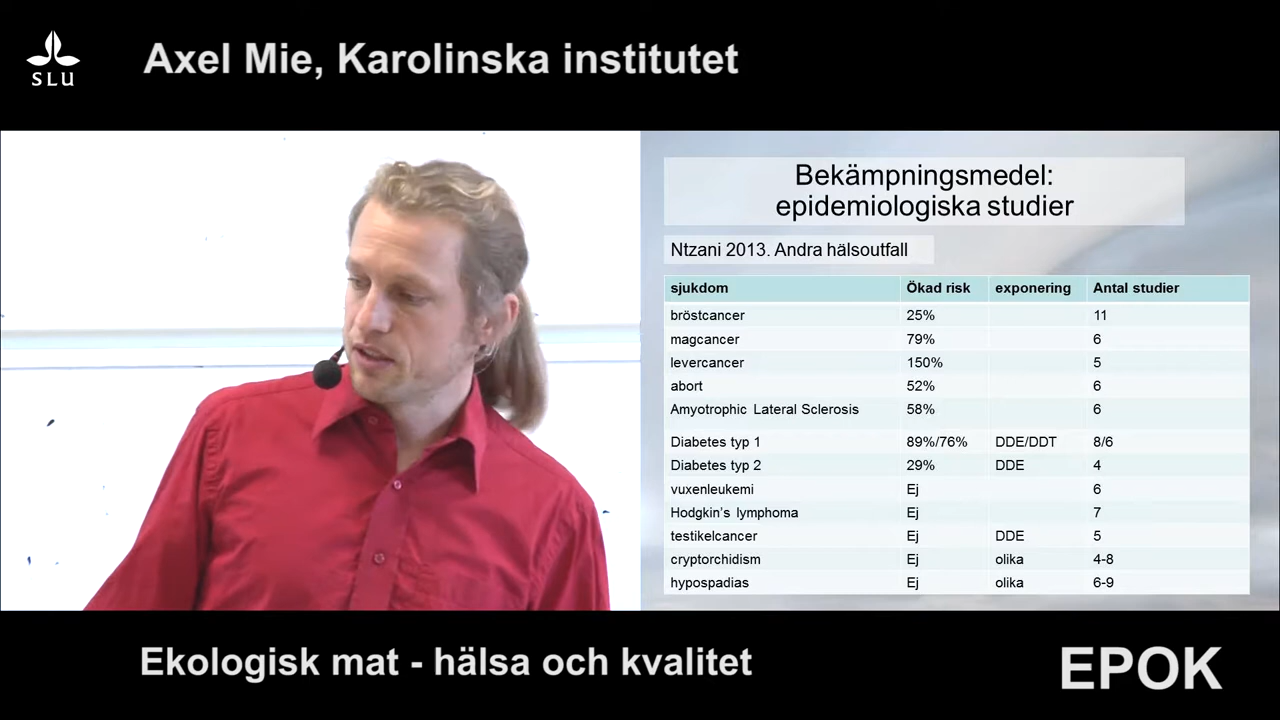 SLU
Axel Mie, Karolinska institutet
Bekämpningsmedel:
epidemiologiska studier
Ntzani 2013. Andra hälsoutfall
sjukdom Ökad risk exponering Antal studier
bröstcancer 25% 11
magcancer 79% 6
levercancer 150% 5
abort 52% 6
Amyotrophic Lateral Sclerosis 58% 6
Diabetes typ 1 89%/76% DDE/DDT 8/6
Diabetes typ 2 29% DDE 4
vuxenleukemi Ej 6
Hodgkin's lymphoma Ej 7
testikelcancer Ej DDE 5
cryptorchidism Ej olika 4-8
hypospadias Ej olika 6-9
Ekologisk mat - hälsa och kvalitet
EPOK